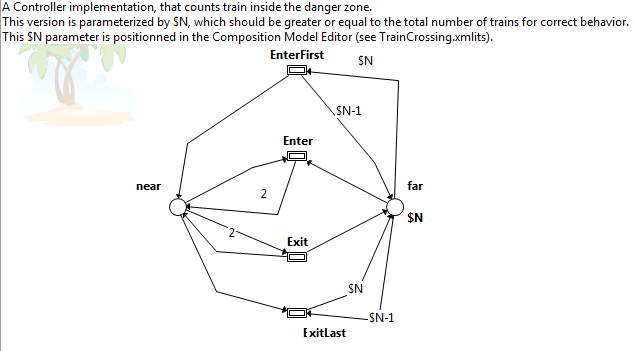 A Controller implementation, that counts train inside the danger zone.
This version is parameterized by $N, which should be greater or equal to the total number of trains for correct behavior.
This $N parameter is positionned in the Composition Model Editor (see TrainCrossing.xmlits).
EnterFirst
$N
$N-1
Enter
near
2
far
$N
2
Exit
$N
$N-1
ExitLast